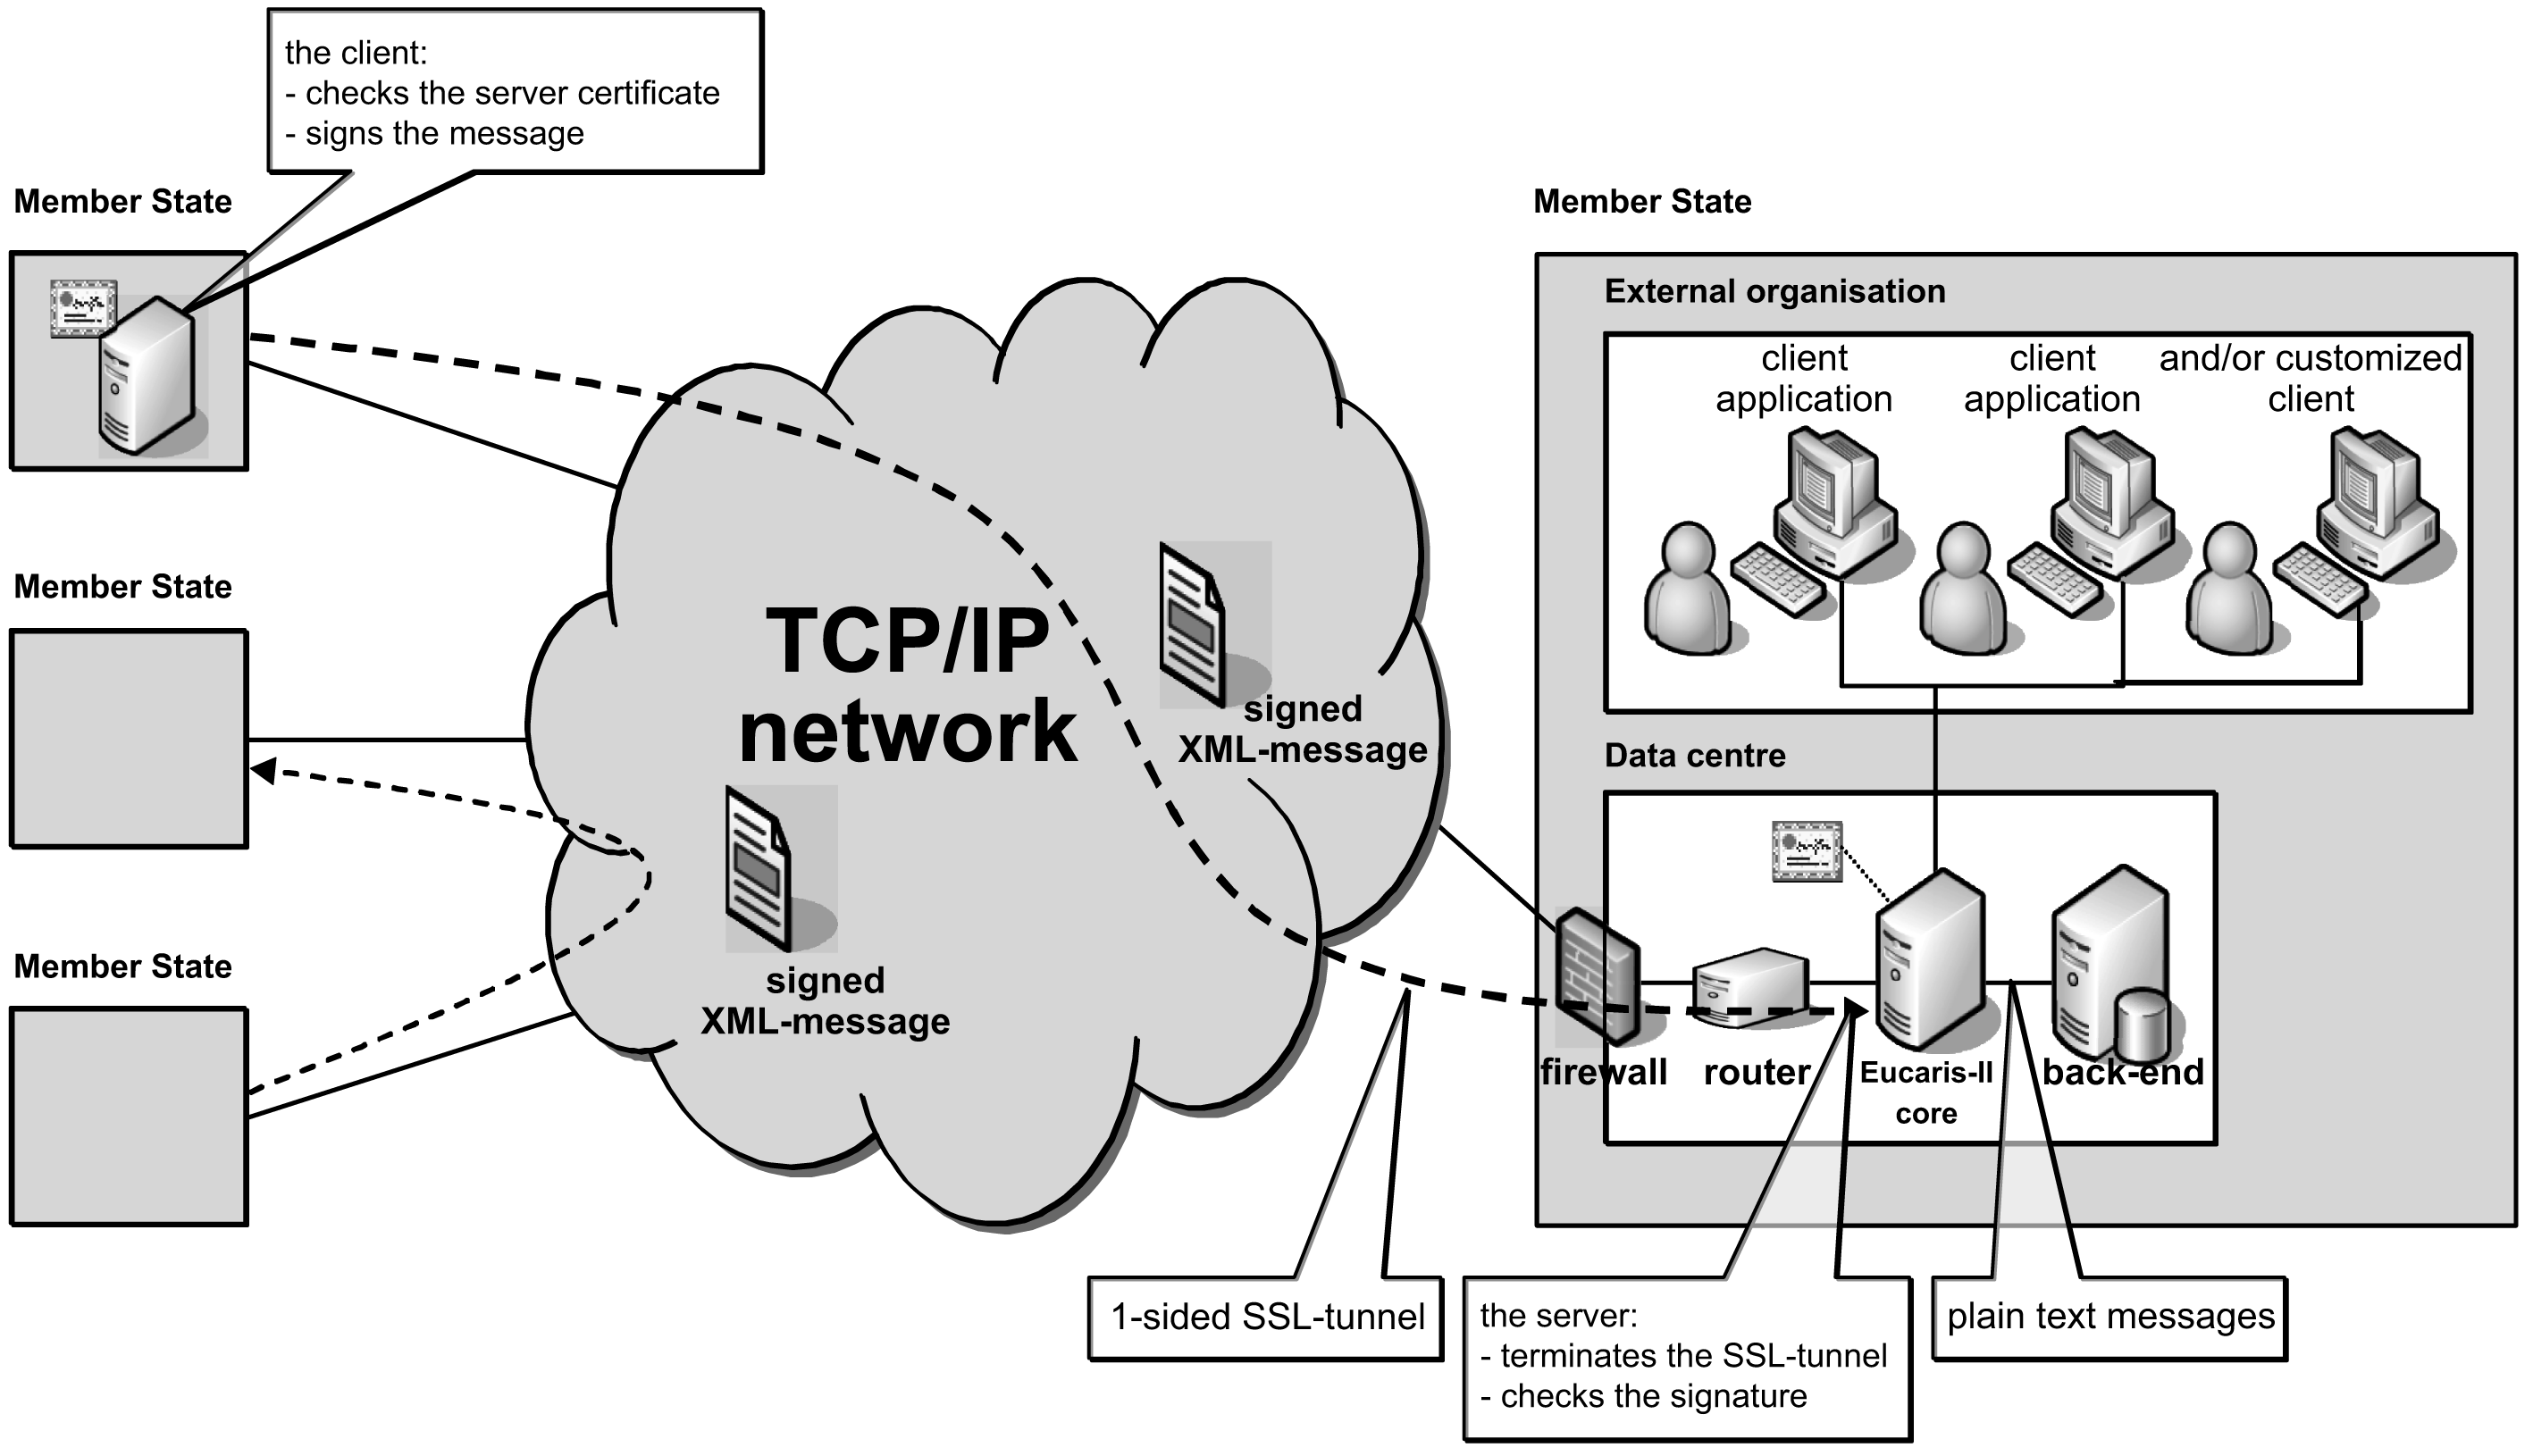 the client:
- checks the server certificate
- signs the message
Member State
Member State
Member State
TCP/IP
network
signed
XML-message
signed
XML-message
Member State
External organisation
client
application
client
application
and/or customized
client
Data centre
firewall
router
Eucaris-II
core
back-end
1-sided SSL-tunnel
the server:
- terminates the SSL-tunnel
- checks the signature
plain text messages